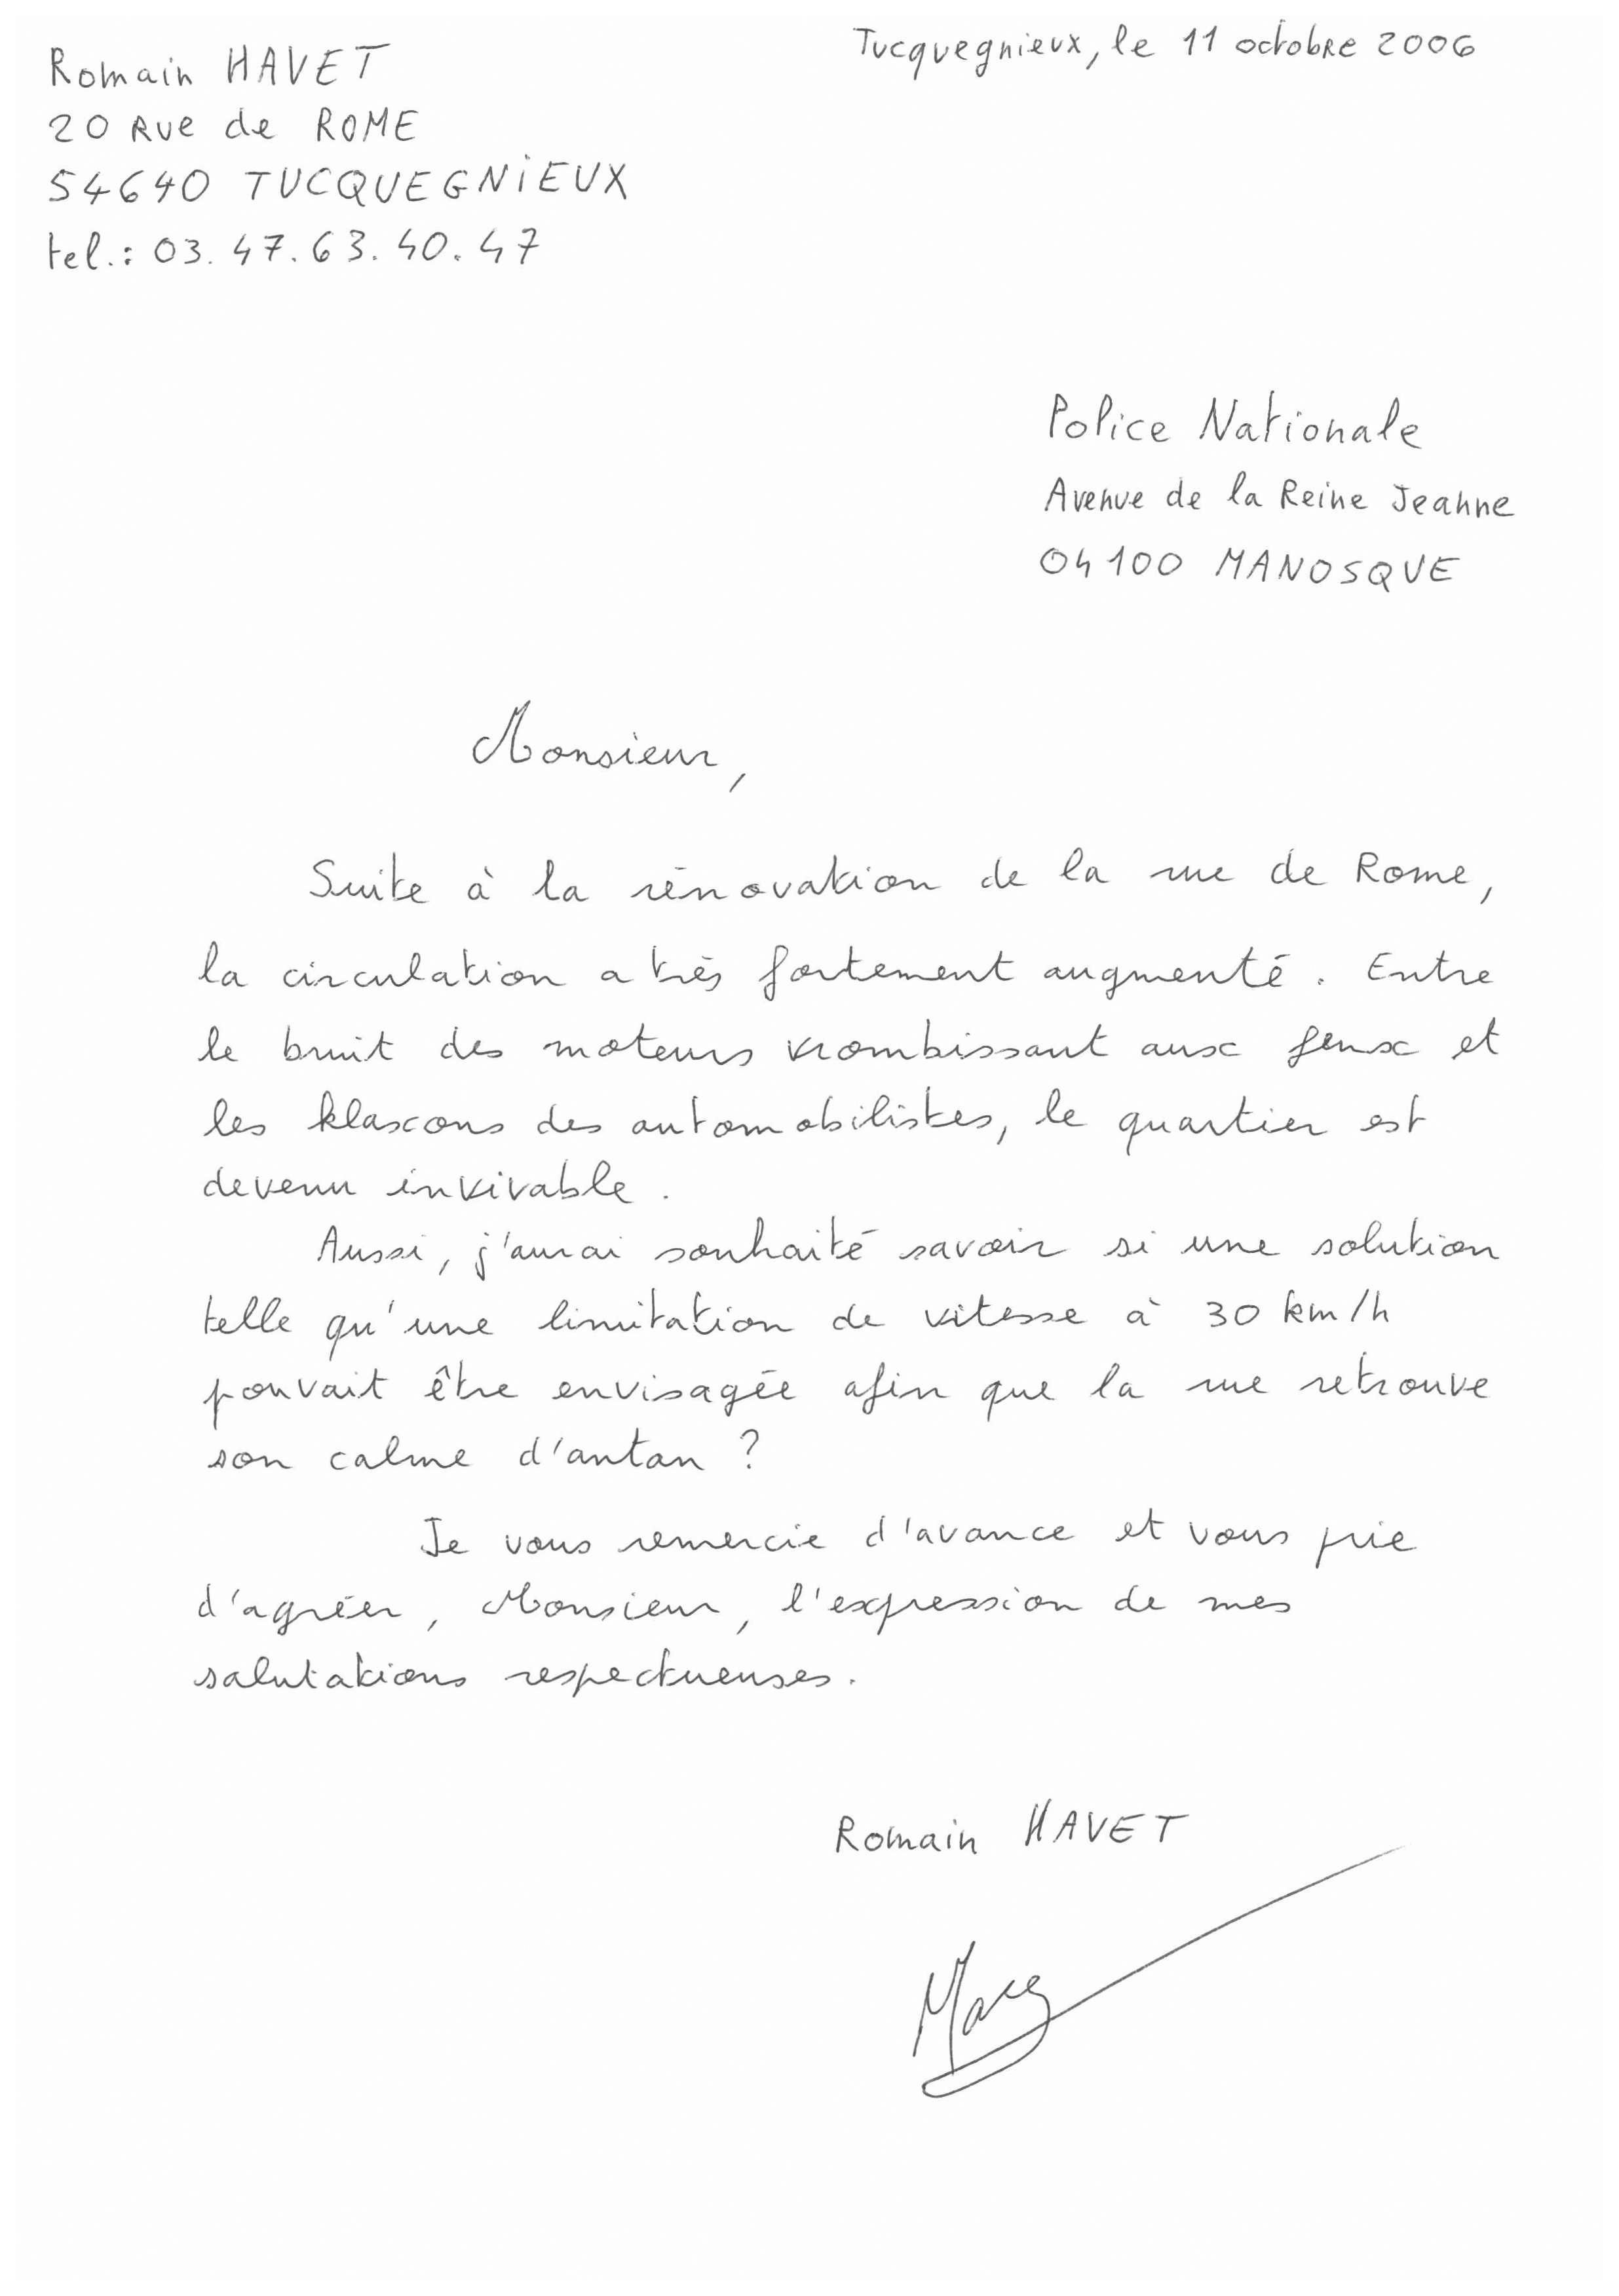 Romain HAVET
20 Rue de ROME
54640 TUCQUEGNiEUX
tel.: 03.47.63.40.47
Tucquegnieux, le 11 octobre 2006
Police Nationale
Avenue de la Reine Jeanne
04100 MANOSQUE
Monsieur,
Suite à la rénovation de la rue de Rome,
la circulation a très fortement augmenté. Entre
le bruit des moteurs vrombissant aux feux et
les klaxons des automobilistes, le quartier est
devenu invivable.
Aussi, j'aurai souhaité savoir si une solution
telle qu'une limitation de vitesse à 30 km/h
pouvait être envisagée afin que la rue retrouve
son calme d'antan ?
Je vous remercie d'avance et vous prie
d'agréer, Monsieur, l'expression de mes
salutations respectueuses.
Romain HAVET